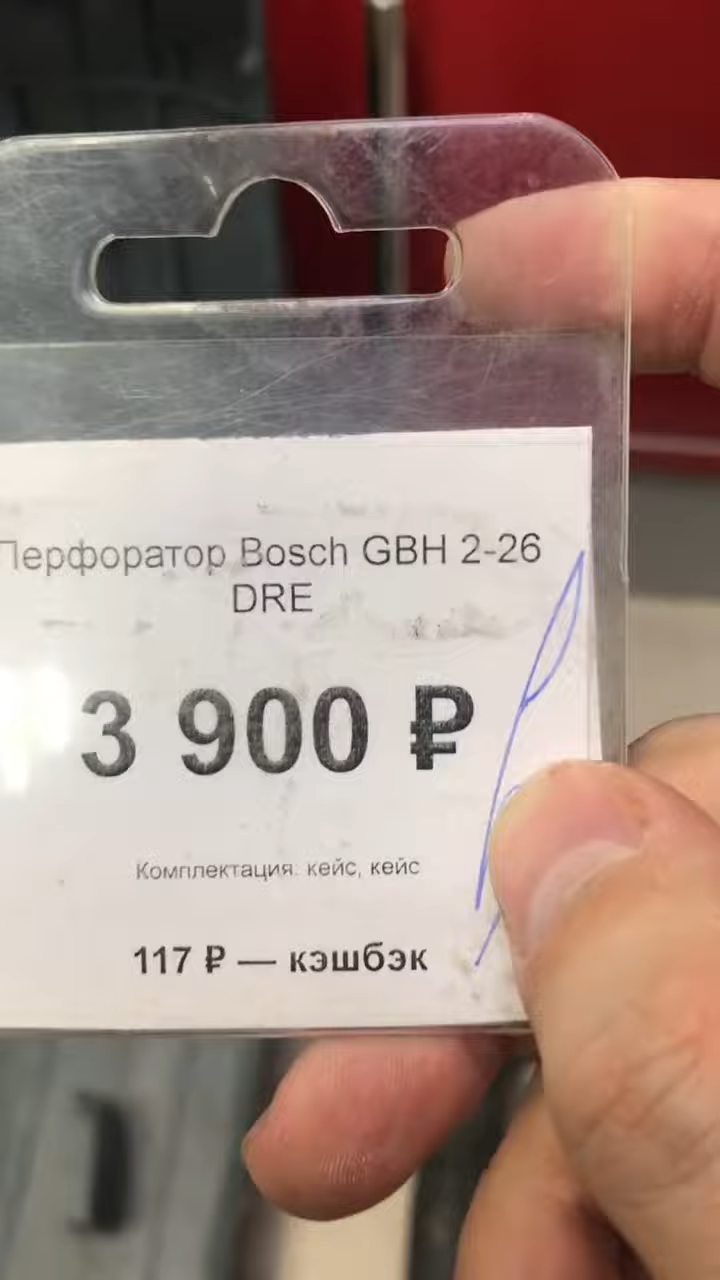 Перфоратор Bosch GBH 2-26
DRE
3 900 ₽
Комплектация: кейс, кейс
117 ₽ — кэшбэк